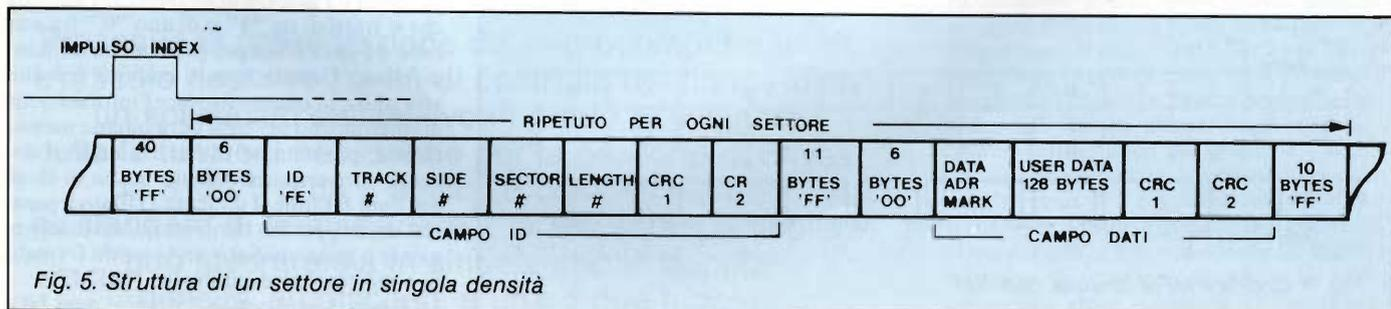 IMPULSO INDEX
RIPETUTO PER OGNI SETTORE
40 BYTES 'FF'
6 BYTES 'OO'
ID 'FE'
TRACK #
SIDE #
SECTOR #
LENGTH #
CRC 1
CR 2
11 BYTES 'FF'
6 BYTES 'OO'
DATA ADR MARK
USER DATA 128 BYTES
CRC 1
CRC 2
10 BYTES 'FF'
CAMPO ID
CAMPO DATI
Fig. 5. Struttura di un settore in singola densità